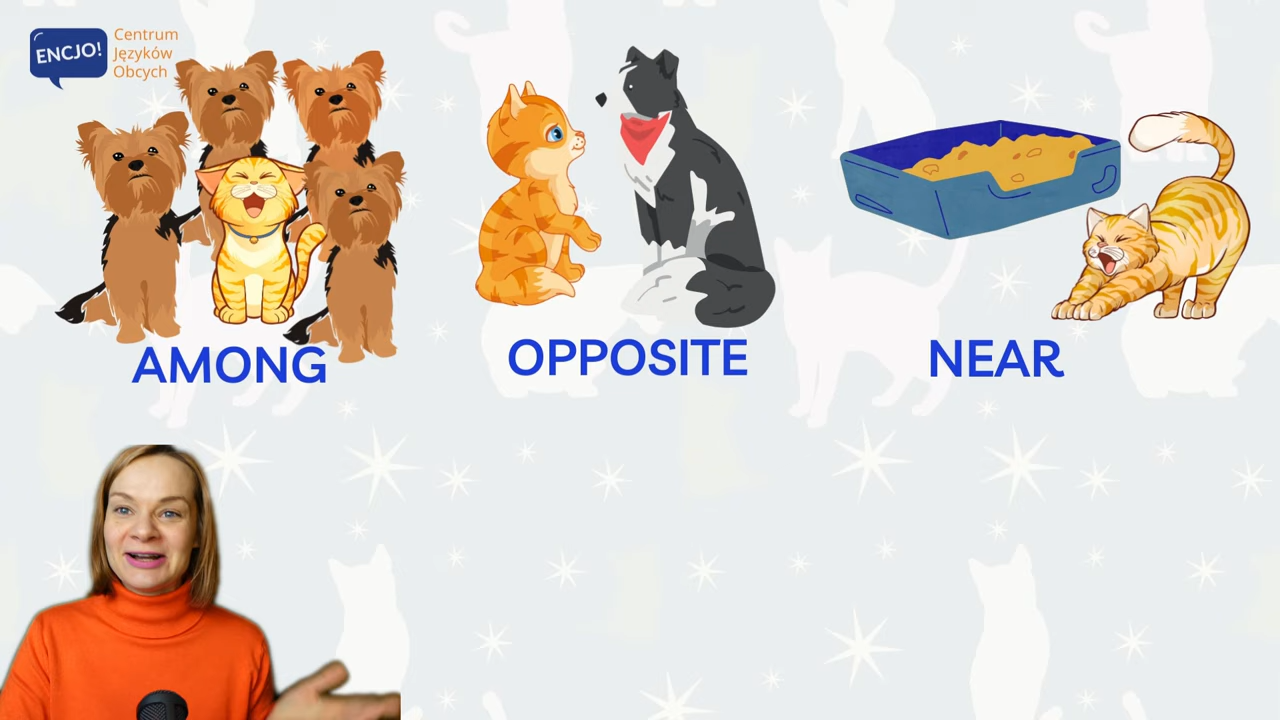 ENCJO!
Centrum
Języków
Obcych
AMONG
OPPOSITE
NEAR